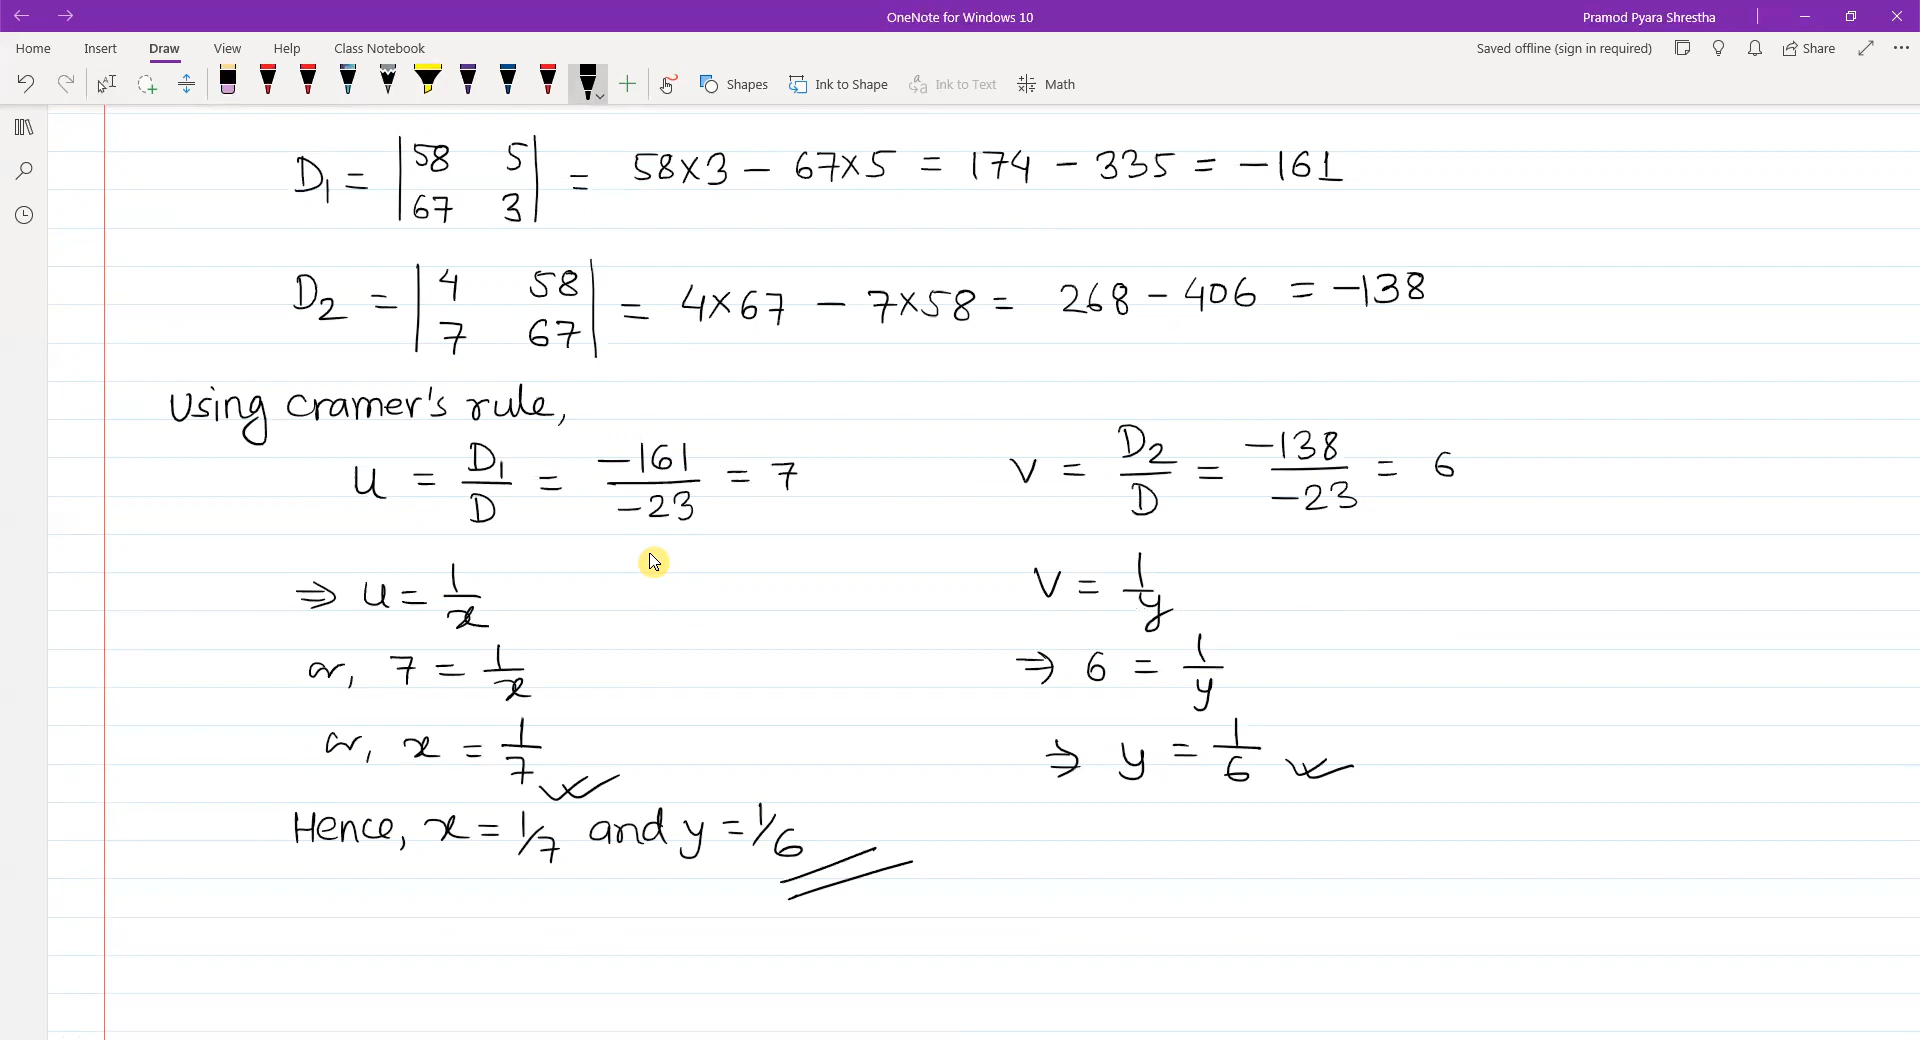 OneNote for Windows 10
Pramod Pyara Shrestha
Home Insert Draw View Help Class Notebook
Saved offline (sign in required) Share
Shapes Ink to Shape Ink to Text Math
D₁ = | 58 5 | = 58×3 – 67×5 = 174 – 335 = –161
| 67 3 |
D₂ = | 4 58 | = 4×67 – 7×58 = 268 – 406 = –138
| 7 67 |
Using Cramer's rule,
u = D₁/D = –161/–23 = 7 v = D₂/D = –138/–23 = 6
⇒ u = 1/x v = 1/y
or, 7 = 1/x ⇒ 6 = 1/y
or, x = 1/7 ⇒ y = 1/6
Hence, x = 1/7 and y = 1/6